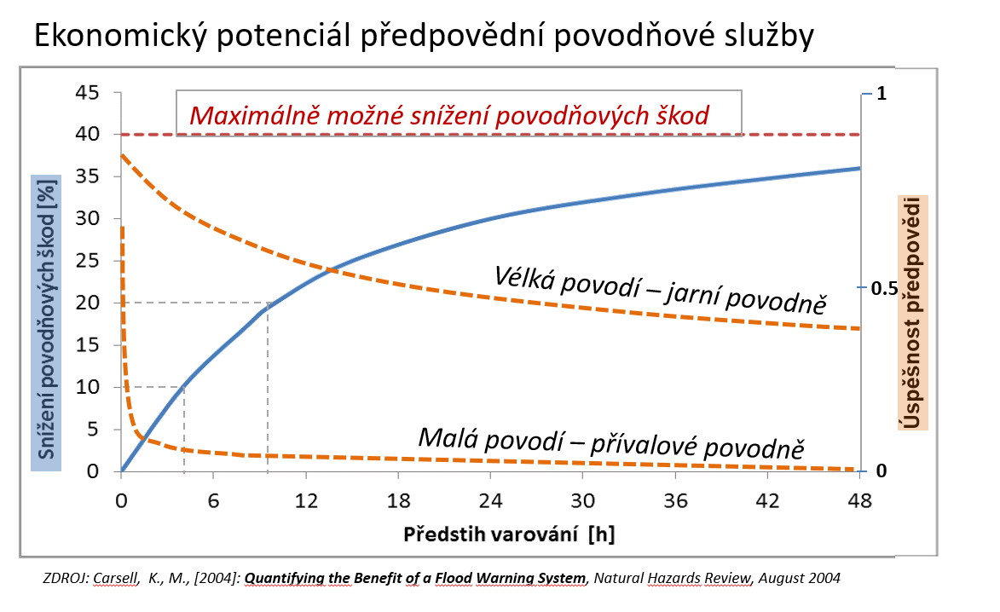 Ekonomický potenciál předpovědní povodňové služby
45
40
35
30
25
20
15
10
5
0
Snížení povodňových škod [%]
Maximálně možné snížení povodňových škod
Vélká povodí – jarní povodně
Malá povodí – přívalové povodně
1
0.5
0
Úspěšnost předpovědi
0 6 12 18 24 30 36 42 48
Předstih varování [h]
ZDROJ: Carsell, K., M., [2004]: Quantifying the Benefit of a Flood Warning System, Natural Hazards Review, August 2004